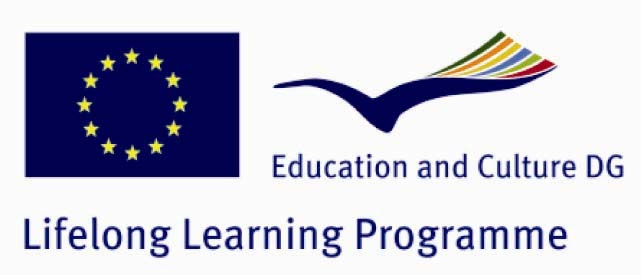 Education and Culture DG
Lifelong Learning Programme